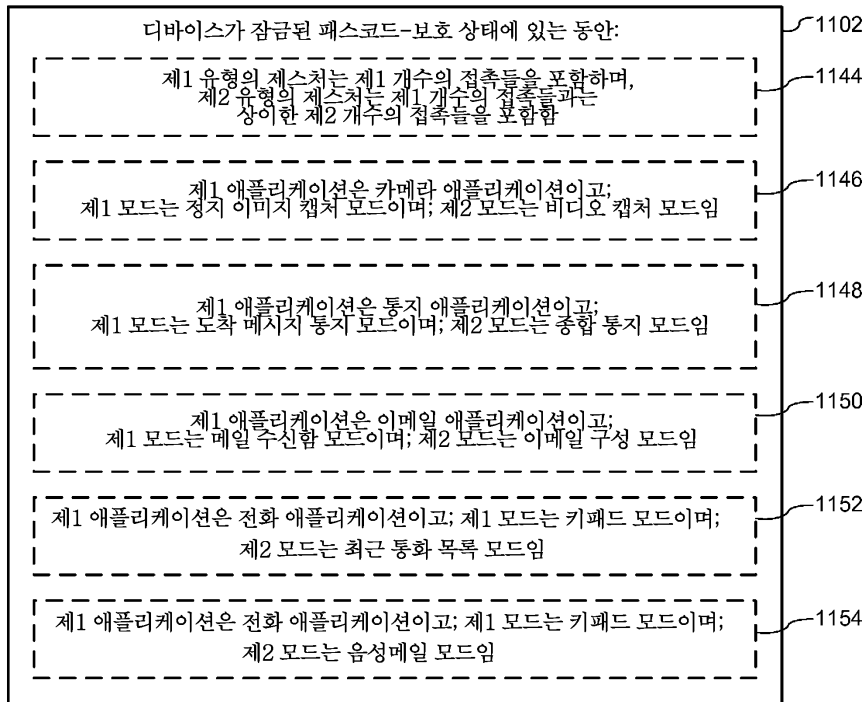 디바이스가 잠금된 패스코드-보호 상태에 있는 동안:
1102
제1 유형의 제스처는 제1 개수의 접촉들을 포함하며,
제2 유형의 제스처는 제1 개수의 접촉들과는
상이한 제2 개수의 접촉들을 포함함
1144
제1 애플리케이션은 카메라 애플리케이션이고;
제1 모드는 정지 이미지 캡처 모드이며; 제2 모드는 비디오 캡처 모드임
1146
제1 애플리케이션은 통지 애플리케이션이고;
제1 모드는 도착 메시지 통지 모드이며; 제2 모드는 종합 통지 모드임
1148
제1 애플리케이션은 이메일 애플리케이션이고;
제1 모드는 메일 수신함 모드이며; 제2 모드는 이메일 구성 모드임
1150
제1 애플리케이션은 전화 애플리케이션이고; 제1 모드는 키패드 모드이며;
제2 모드는 최근 통화 목록 모드임
1152
제1 애플리케이션은 전화 애플리케이션이고; 제1 모드는 키패드 모드이며;
제2 모드는 음성메일 모드임
1154